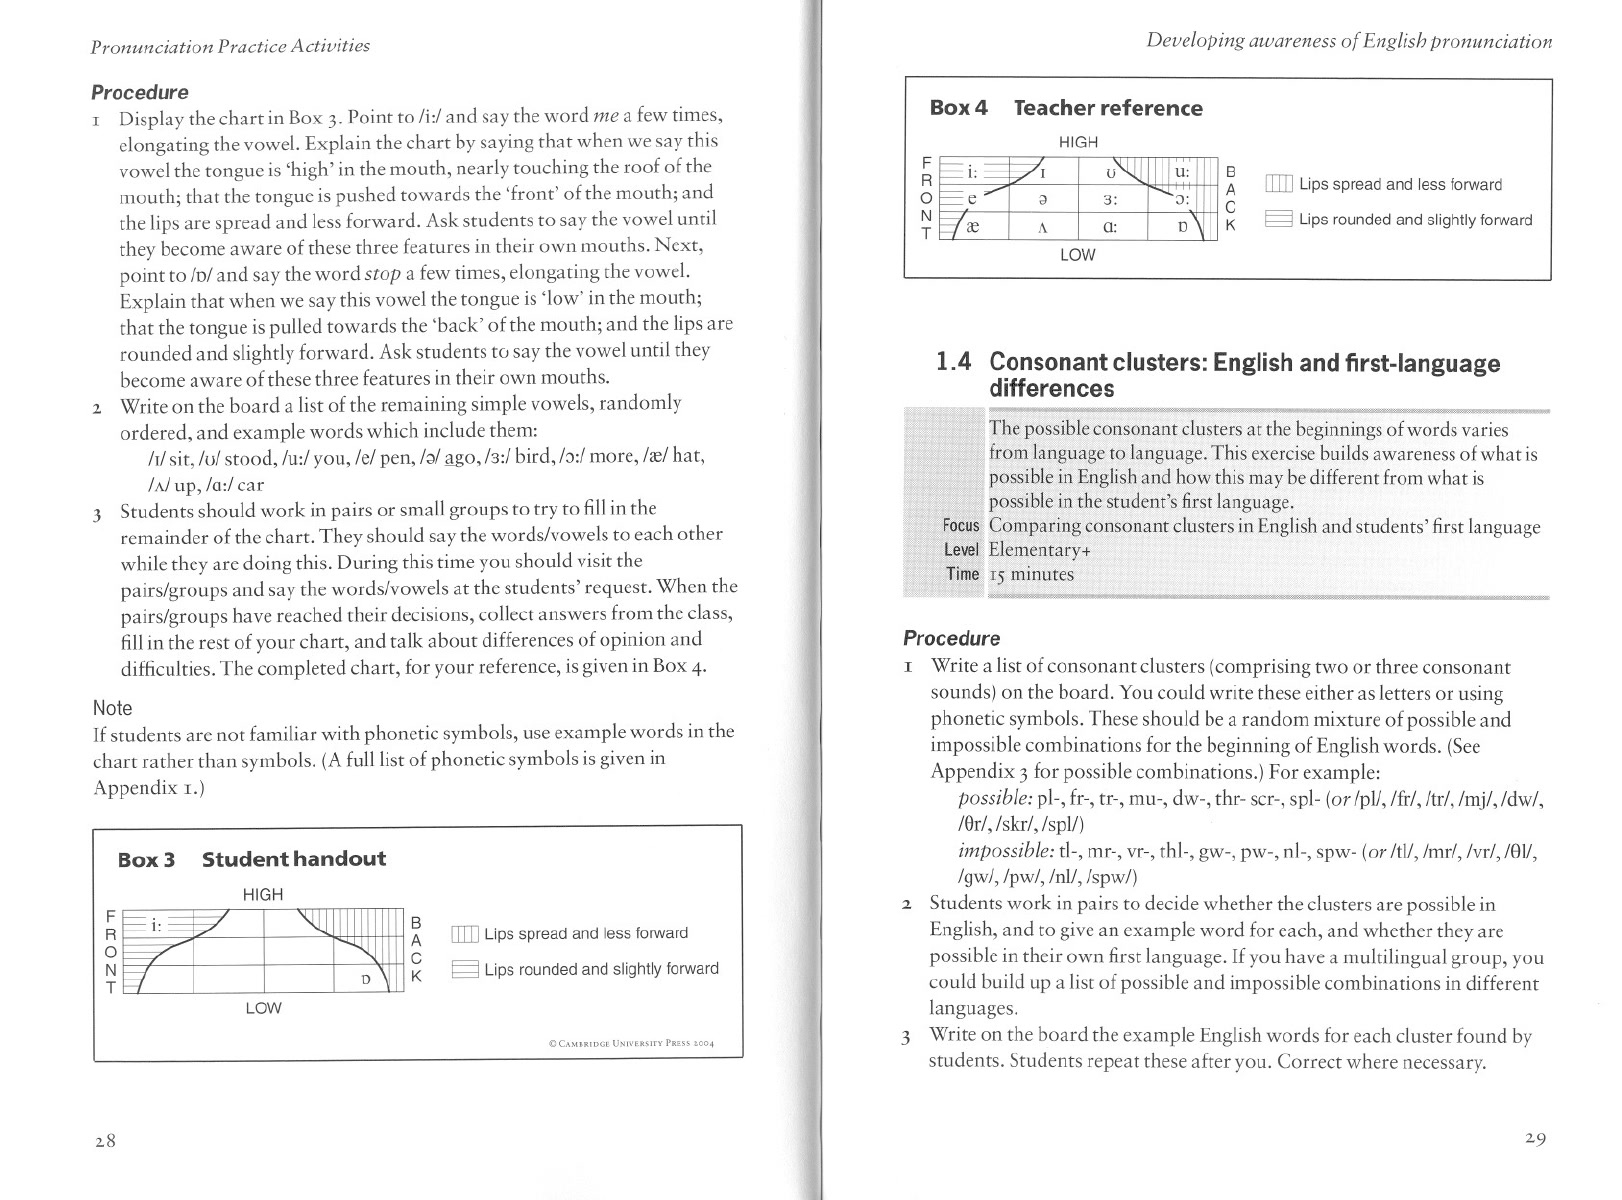 Pronunciation Practice Activities
Procedure
1 Display the chart in Box 3. Point to /iː/ and say the word me a few times,
elongating the vowel. Explain the chart by saying that when we say this
vowel the tongue is ‘high’ in the mouth, nearly touching the roof of the
mouth; that the tongue is pushed towards the ‘front’ of the mouth; and
the lips are spread and less forward. Ask students to say the vowel until
they become aware of these three features in their own mouths. Next,
point to /ɒ/ and say the word stop a few times, elongating the vowel.
Explain that when we say this vowel the tongue is ‘low’ in the mouth;
that the tongue is pulled towards the ‘back’ of the mouth; and the lips are
rounded and slightly forward. Ask students to say the vowel until they
become aware of these three features in their own mouths.
2 Write on the board a list of the remaining simple vowels, randomly
ordered, and example words which include them:
/ɪ/ sit, /ʊ/ stood, /uː/ you, /e/ pen, /ə/ ago, /ɜː/ bird, /ɔː/ more, /æ/ hat,
/ʌ/ up, /ɑː/ car
3 Students should work in pairs or small groups to try to fill in the
remainder of the chart. They should say the words/vowels to each other
while they are doing this. During this time you should visit the
pairs/groups and say the words/vowels at the students’ request. When the
pairs/groups have reached their decisions, collect answers from the class,
fill in the rest of your chart, and talk about differences of opinion and
difficulties. The completed chart, for your reference, is given in Box 4.
Note
If students are not familiar with phonetic symbols, use example words in the
chart rather than symbols. (A full list of phonetic symbols is given in
Appendix 1.)
Box 3 Student handout
HIGH
FRONT
iː
ɒ
BACK
LOW
Lips spread and less forward
Lips rounded and slightly forward
© CAMBRIDGE UNIVERSITY PRESS 2004
28
Developing awareness of English pronunciation
Box 4 Teacher reference
HIGH
FRONT
iː ɪ ʊ uː
e ə ɜː ɔː
æ ʌ ɑː ɒ
BACK
LOW
Lips spread and less forward
Lips rounded and slightly forward
1.4 Consonant clusters: English and first-language
differences
The possible consonant clusters at the beginnings of words varies
from language to language. This exercise builds awareness of what is
possible in English and how this may be different from what is
possible in the student’s first language.
Focus Comparing consonant clusters in English and students’ first language
Level Elementary+
Time 15 minutes
Procedure
1 Write a list of consonant clusters (comprising two or three consonant
sounds) on the board. You could write these either as letters or using
phonetic symbols. These should be a random mixture of possible and
impossible combinations for the beginning of English words. (See
Appendix 3 for possible combinations.) For example:
possible: pl-, fr-, tr-, mu-, dw-, thr- scr-, spl- (or /pl/, /fr/, /tr/, /mj/, /dw/,
/θr/, /skr/, /spl/)
impossible: tl-, mr-, vr-, thl-, gw-, pw-, nl-, spw- (or /tl/, /mr/, /vr/, /θl/,
/gw/, /pw/, /nl/, /spw/)
2 Students work in pairs to decide whether the clusters are possible in
English, and to give an example word for each, and whether they are
possible in their own first language. If you have a multilingual group, you
could build up a list of possible and impossible combinations in different
languages.
3 Write on the board the example English words for each cluster found by
students. Students repeat these after you. Correct where necessary.
29